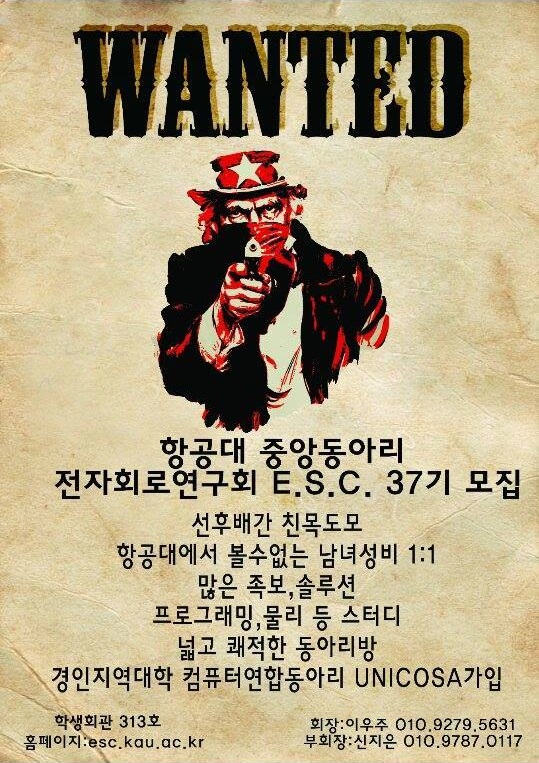 WANTED
항공대 중앙동아리
전자회로연구회 E.S.C. 37기 모집
선후배간 친목도모
항공대에서 볼수없는 남녀성비 1:1
많은 족보,솔루션
프로그래밍,물리 등 스터디
넓고 쾌적한 동아리방
경인지역대학 컴퓨터연합동아리 UNICOSA가입
학생회관 313호
홈페이지:esc.kau.ac.kr
회장:이우주 010.9279.5631
부회장:신지은 010.9787.0117